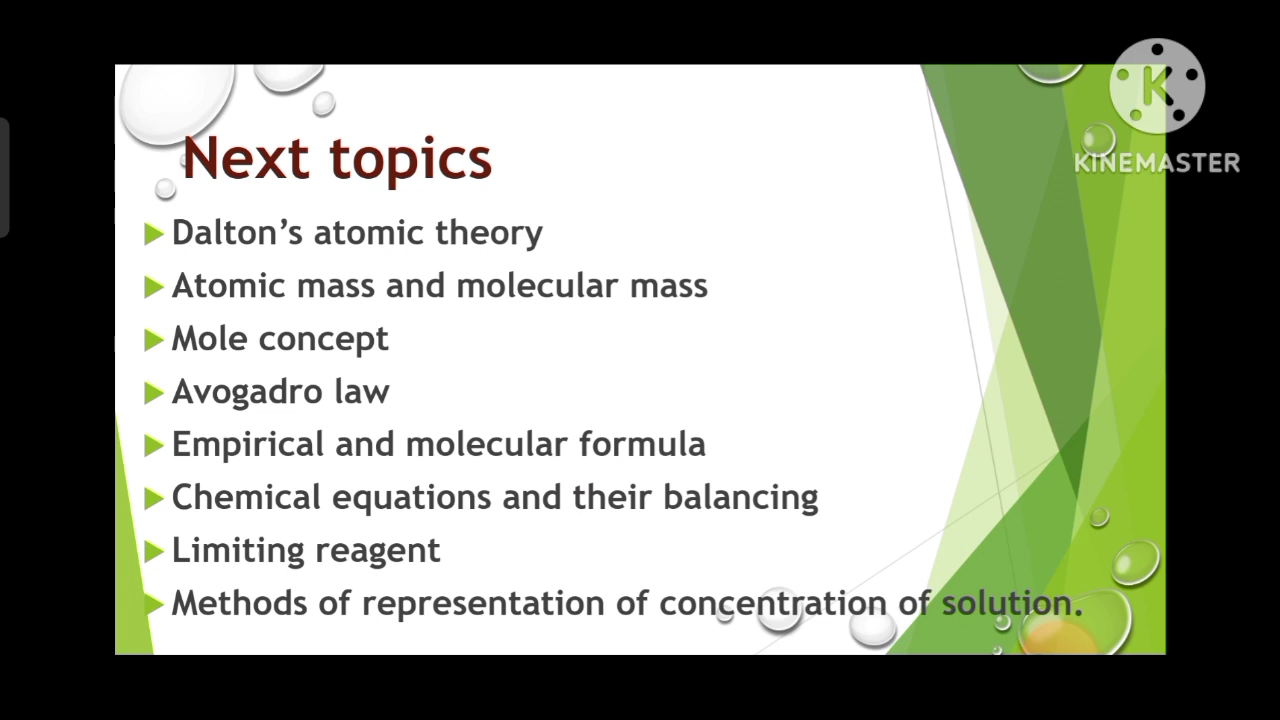 KINEMASTER
Next topics
Dalton's atomic theory
Atomic mass and molecular mass
Mole concept
Avogadro law
Empirical and molecular formula
Chemical equations and their balancing
Limiting reagent
Methods of representation of concentration of solution.